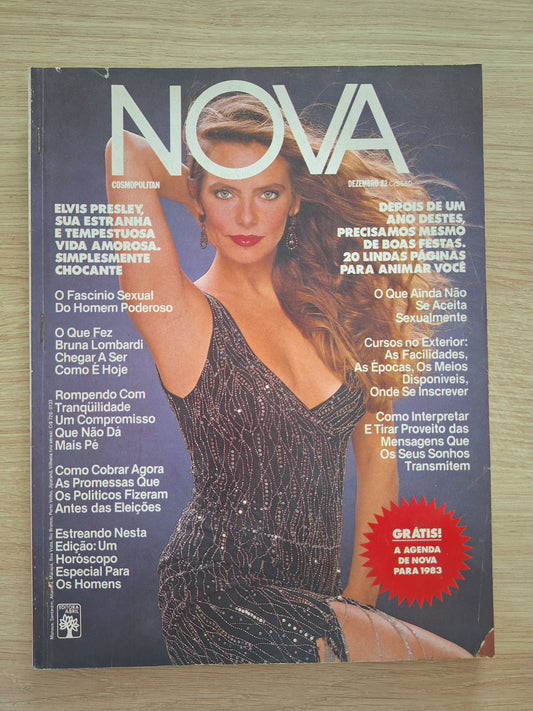 NOVA
COSMOPOLITAN
DEZEMBRO 82
ELVIS PRESLEY,
SUA ESTRANHA
E TEMPESTUOSA
VIDA AMOROSA.
SIMPLESMENTE
CHOCANTE
O Fascínio Sexual
Do Homem Poderoso
O Que Fez
Bruna Lombardi
Chegar A Ser
Como É Hoje
Rompendo Com
Tranqüilidade
Um Compromisso
Que Não Dá
Mais Pé
Como Cobrar Agora
As Promessas Que
Os Políticos Fizeram
Antes das Eleições
Estreando Nesta
Edição: Um
Horóscopo
Especial Para
Os Homens
DEPOIS DE UM
ANO DESTES,
PRECISAMOS MESMO
DE BOAS FESTAS.
20 LINDAS PÁGINAS
PARA ANIMAR VOCÊ
O Que Ainda Não
Se Aceita
Sexualmente
Cursos no Exterior:
As Facilidades,
As Épocas, Os Meios
Disponíveis,
Onde Se Inscrever
Como Interpretar
E Tirar Proveito das
Mensagens Que
Os Seus Sonhos
Transmitem
GRÁTIS!
A AGENDA
DE NOVA
PARA 1983
EDITORA
ABRIL